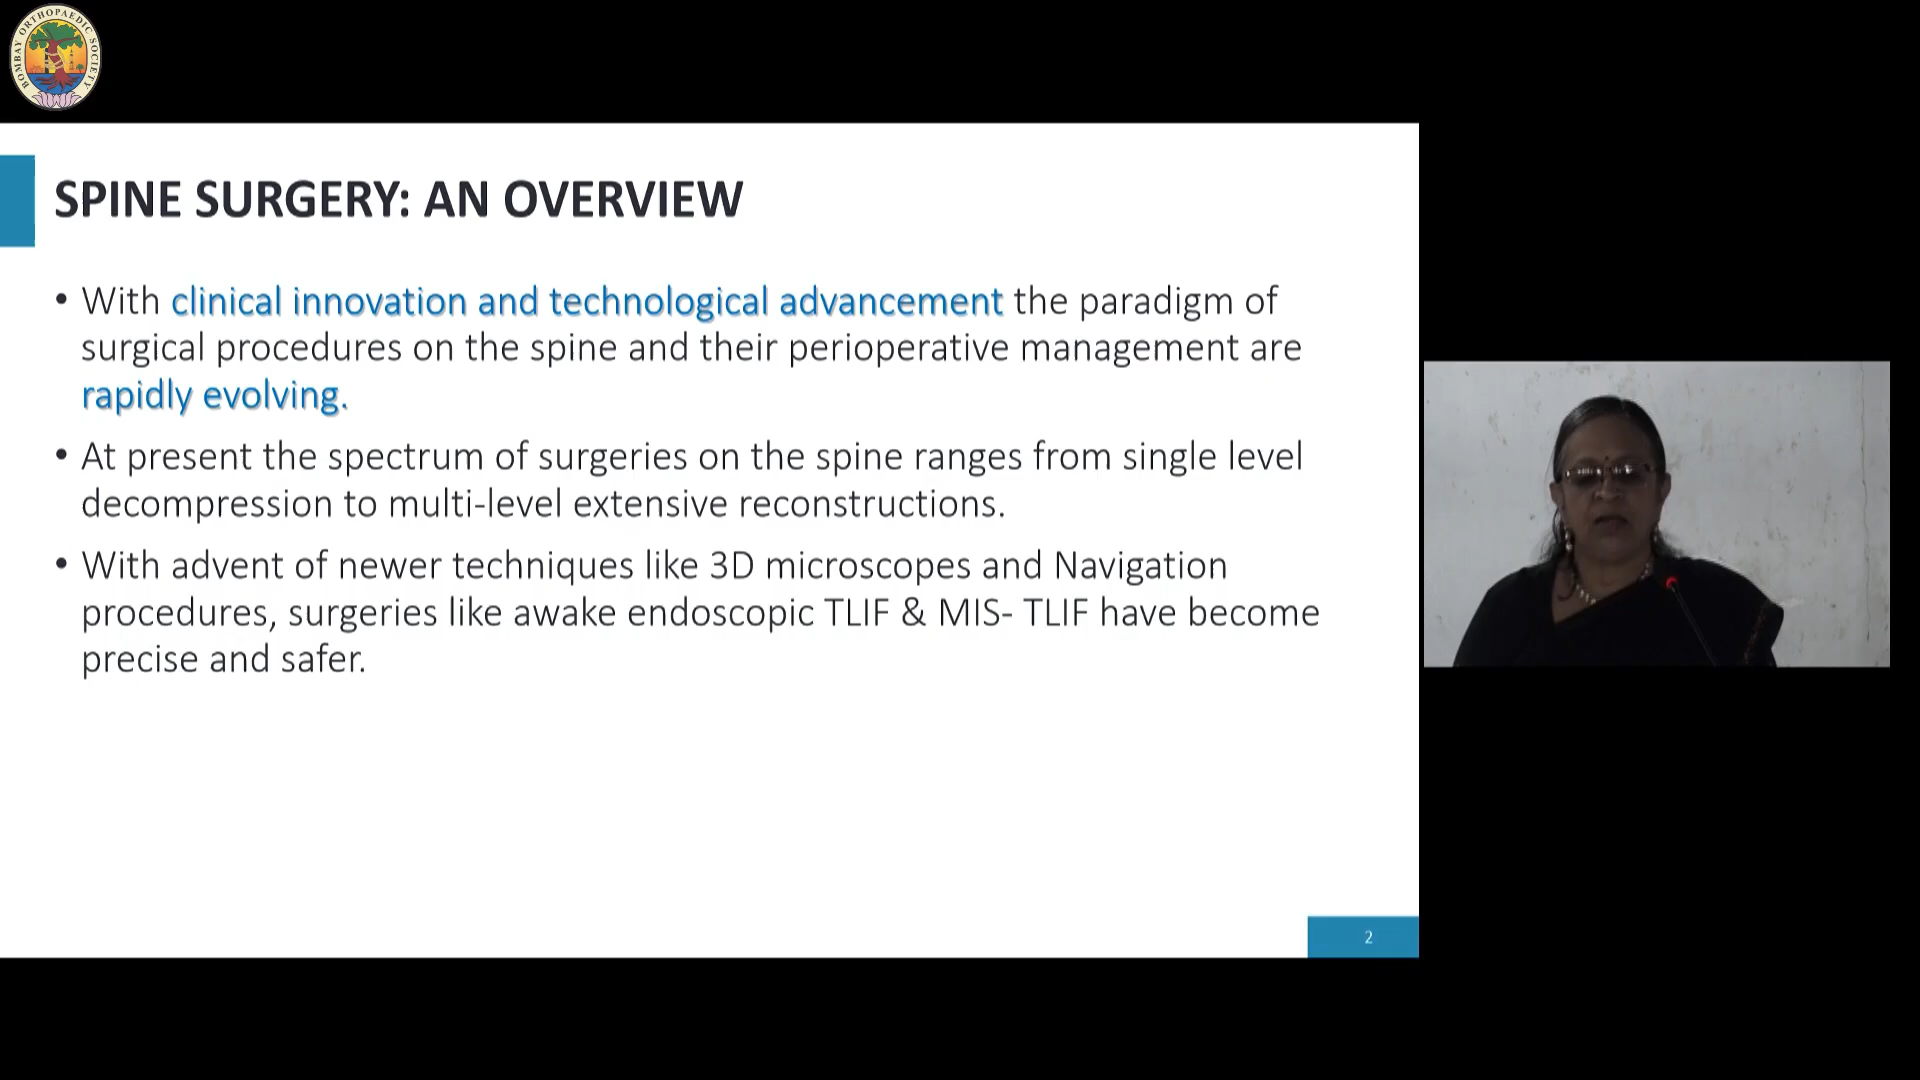 BOMBAY ORTHOPAEDIC SOCIETY
SPINE SURGERY: AN OVERVIEW
• With clinical innovation and technological advancement the paradigm of
surgical procedures on the spine and their perioperative management are
rapidly evolving.
• At present the spectrum of surgeries on the spine ranges from single level
decompression to multi-level extensive reconstructions.
• With advent of newer techniques like 3D microscopes and Navigation
procedures, surgeries like awake endoscopic TLIF & MIS- TLIF have become
precise and safer.
2